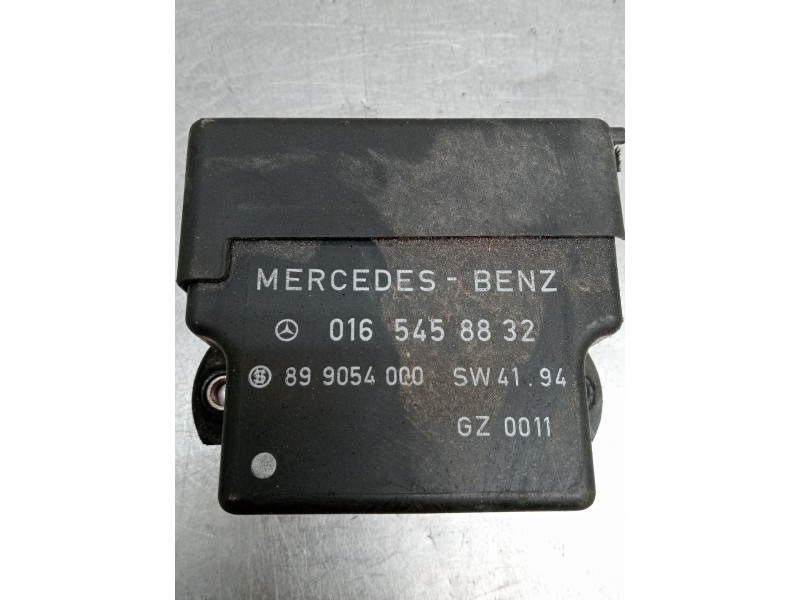 MERCEDES - BENZ
016 545 88 32
89 9054 000 SW 41.94
GZ 0011